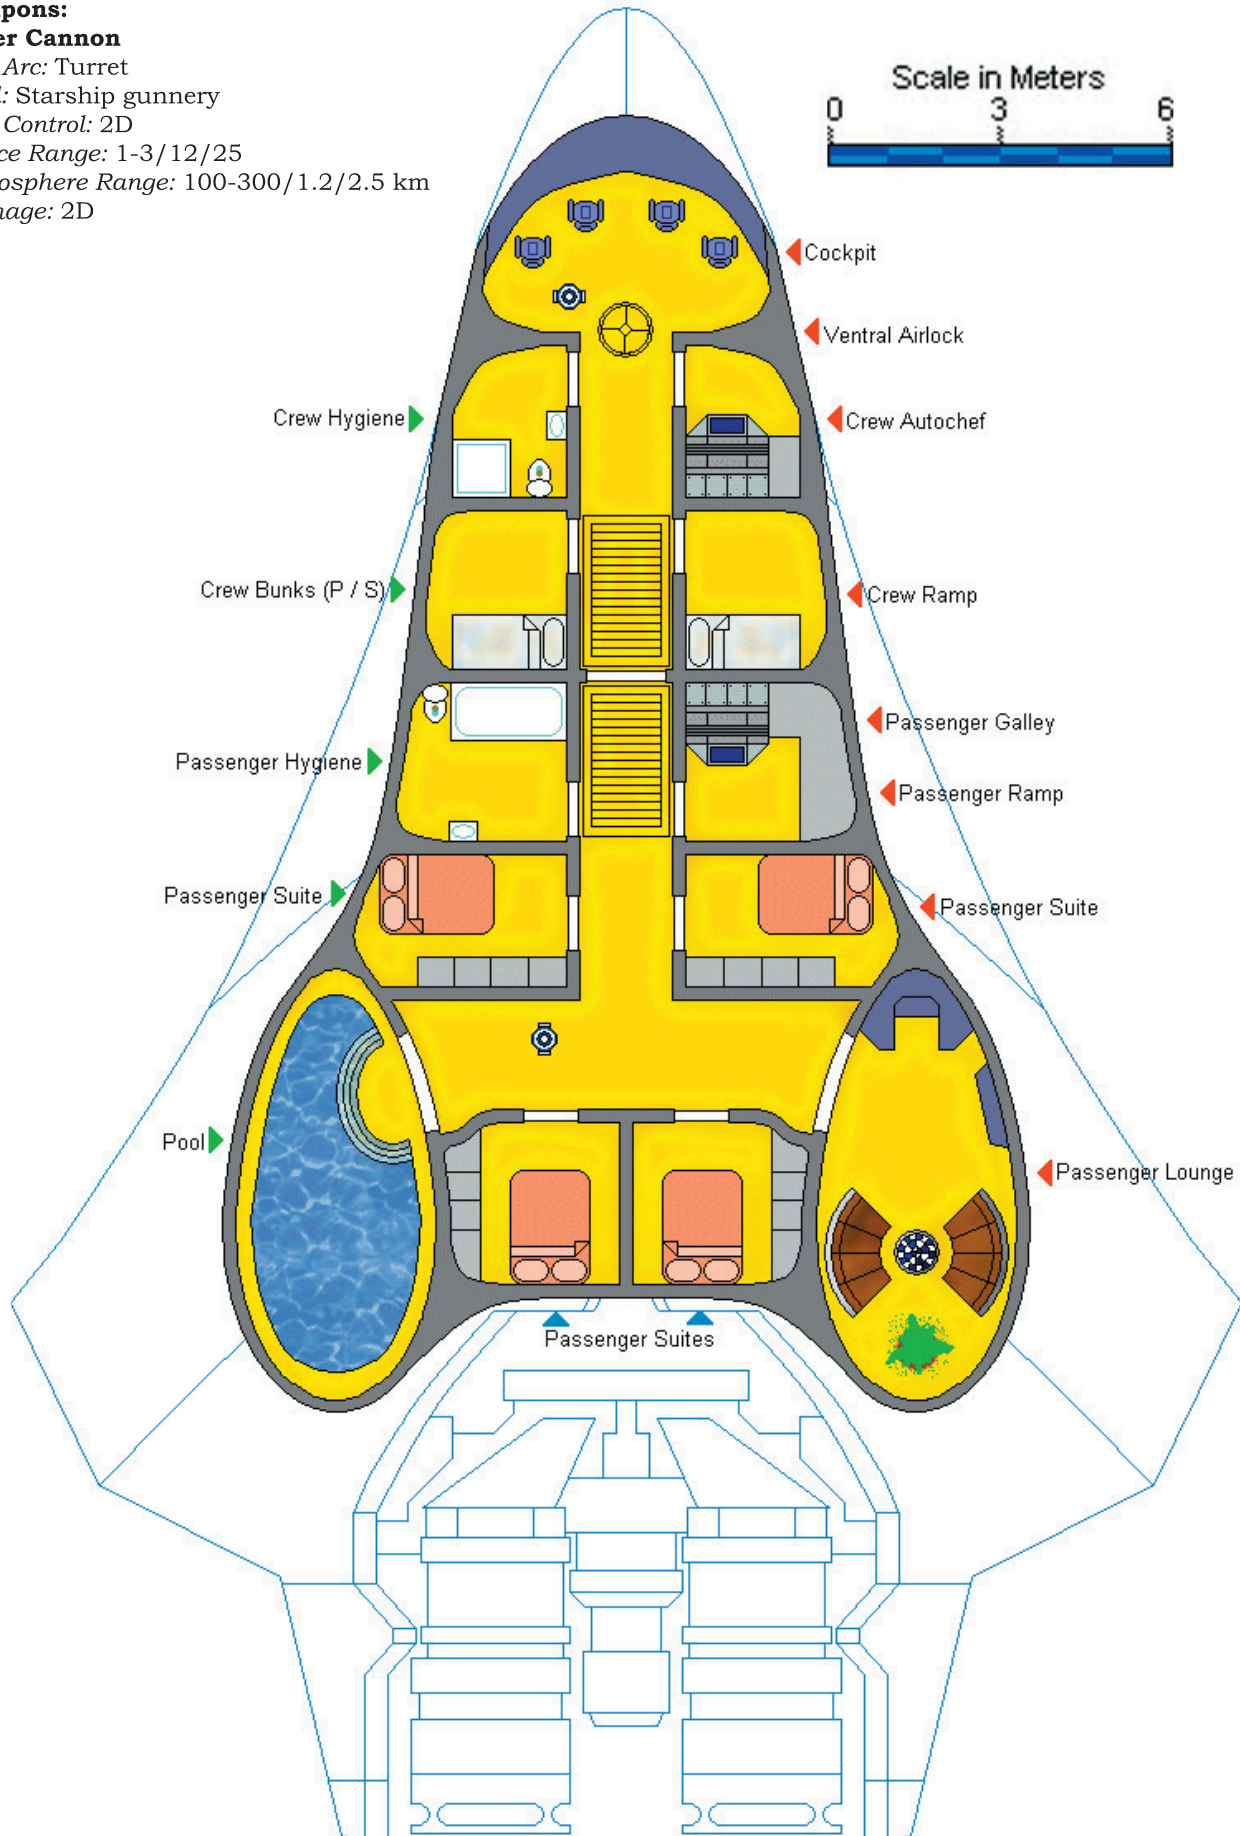 pons:
er Cannon
Arc: Turret
: Starship gunnery
Control: 2D
ce Range: 1-3/12/25
osphere Range: 100-300/1.2/2.5 km
nage: 2D
Scale in Meters
0 3 6
Cockpit
Ventral Airlock
Crew Hygiene
Crew Autochef
Crew Bunks (P / S)
Crew Ramp
Passenger Galley
Passenger Hygiene
Passenger Ramp
Passenger Suite
Passenger Suite
Pool
Passenger Lounge
Passenger Suites